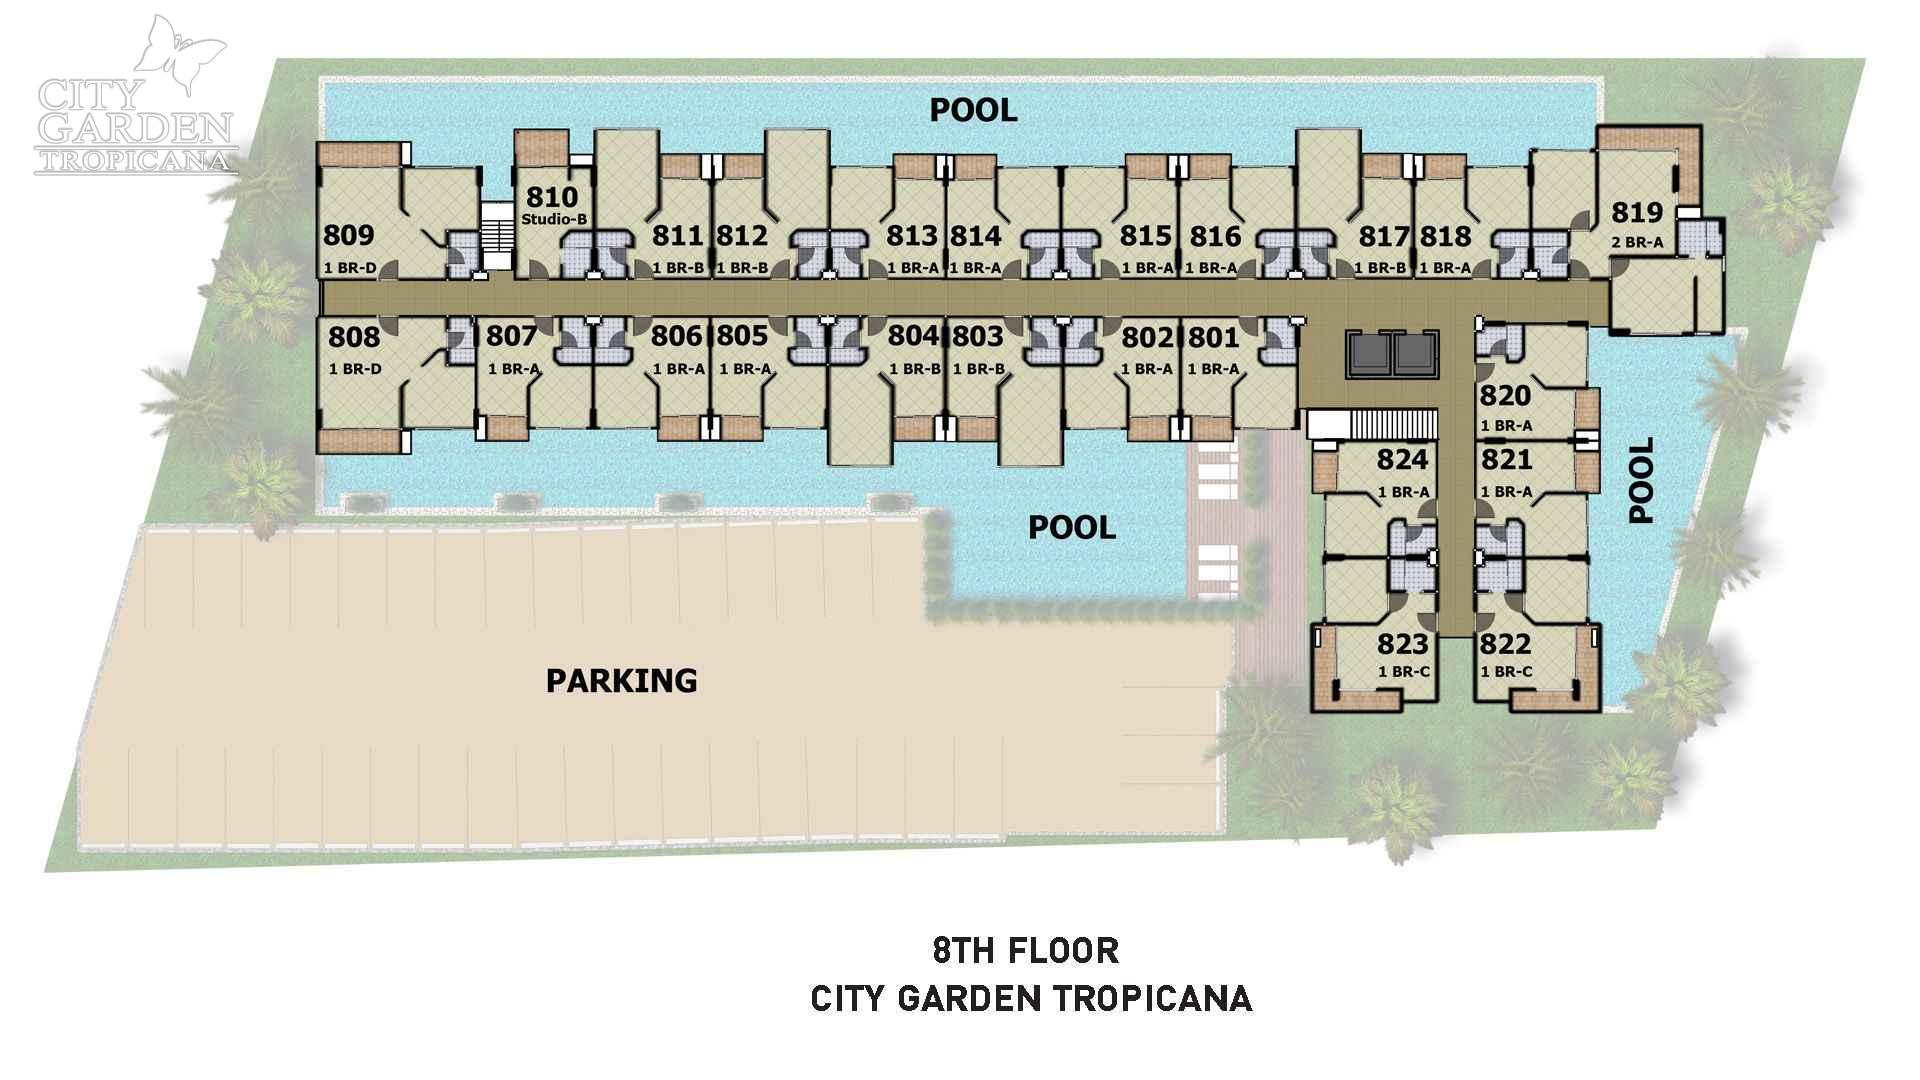 CITY
GARDEN
TROPICANA
POOL
809
1 BR-D
810
Studio-B
811
1 BR-B
812
1 BR-B
813
1 BR-A
814
1 BR-A
815
1 BR-A
816
1 BR-A
817
1 BR-B
818
1 BR-A
819
2 BR-A
808
1 BR-D
807
1 BR-A
806
1 BR-A
805
1 BR-A
804
1 BR-B
803
1 BR-B
802
1 BR-A
801
1 BR-A
820
1 BR-A
824
1 BR-A
821
1 BR-A
POOL
POOL
823
1 BR-C
822
1 BR-C
PARKING
8TH FLOOR
CITY GARDEN TROPICANA